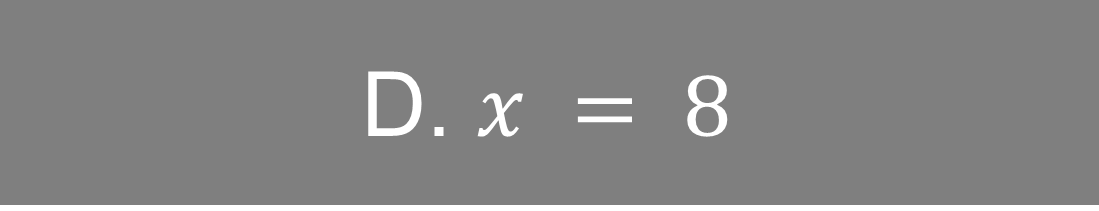 D. x = 8